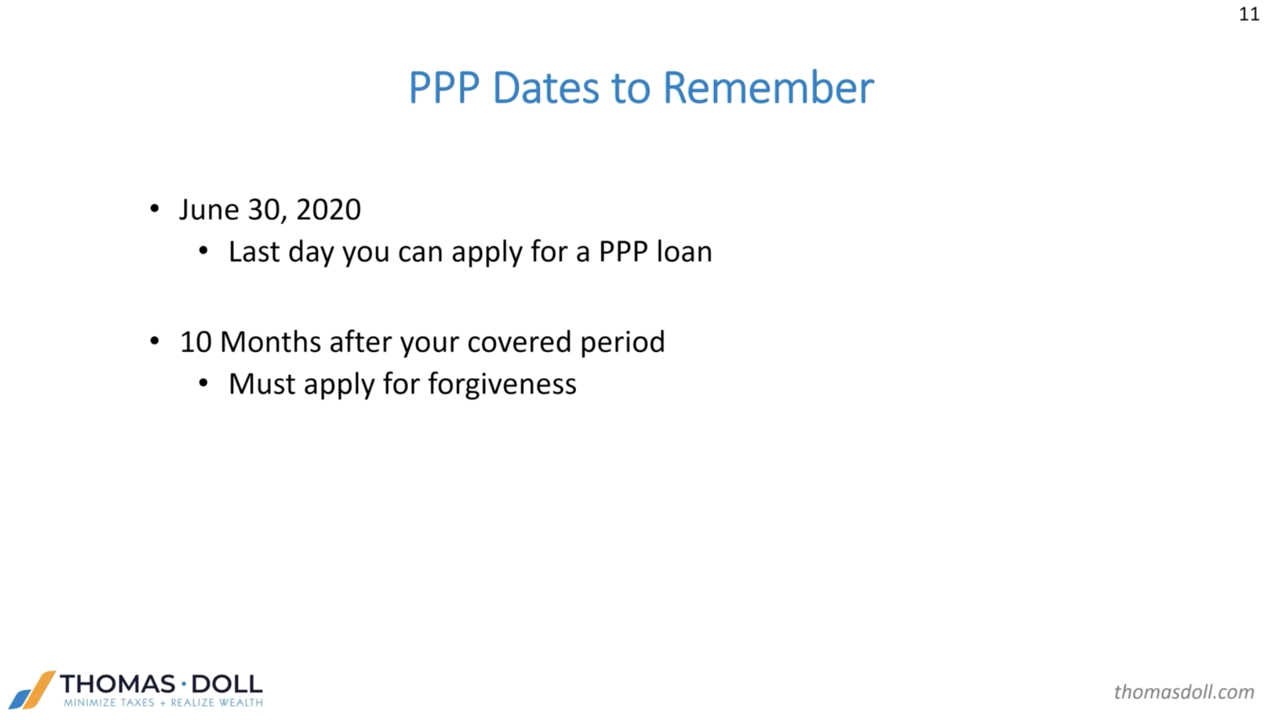 11
PPP Dates to Remember
• June 30, 2020
• Last day you can apply for a PPP loan
• 10 Months after your covered period
• Must apply for forgiveness
THOMAS·DOLL
MINIMIZE TAXES + REALIZE WEALTH
thomasdoll.com